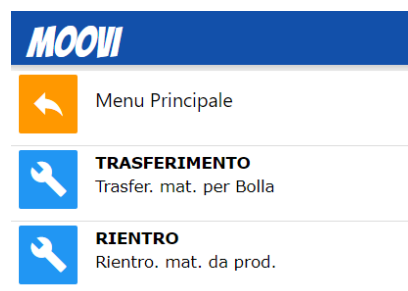 MOOVI
Menu Principale
TRASFERIMENTO
Trasfer. mat. per Bolla
RIENTRO
Rientro. mat. da prod.